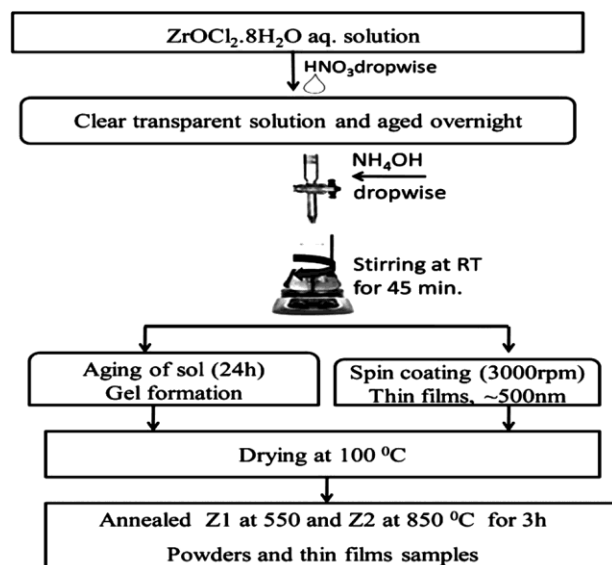 ZrOCl₂.8H₂O aq. solution
HNO₃dropwise
Clear transparent solution and aged overnight
NH₄OH
dropwise
Stirring at RT
for 45 min.
Aging of sol (24h)
Gel formation
Spin coating (3000rpm)
Thin films, ~500nm
Drying at 100 ⁰C
Annealed Z1 at 550 and Z2 at 850 ⁰C for 3h
Powders and thin films samples